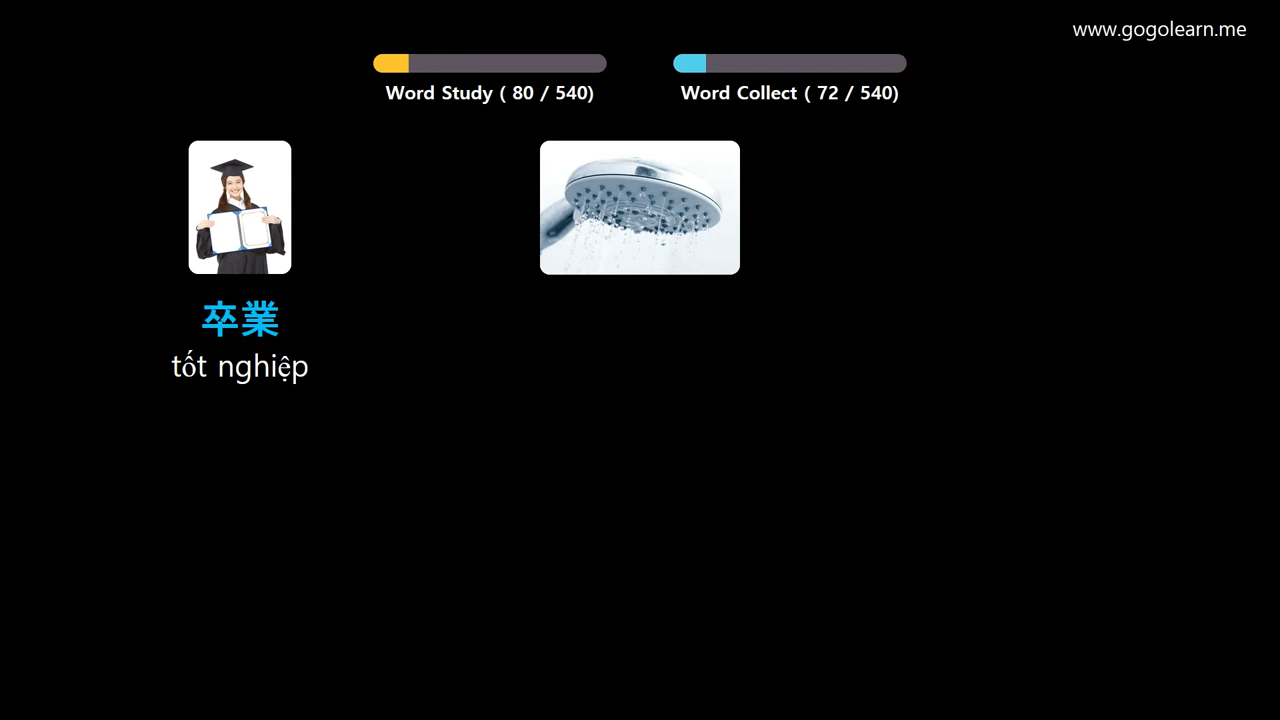 www.gogolearn.me
Word Study ( 80 / 540)
Word Collect ( 72 / 540)
卒業
tốt nghiệp